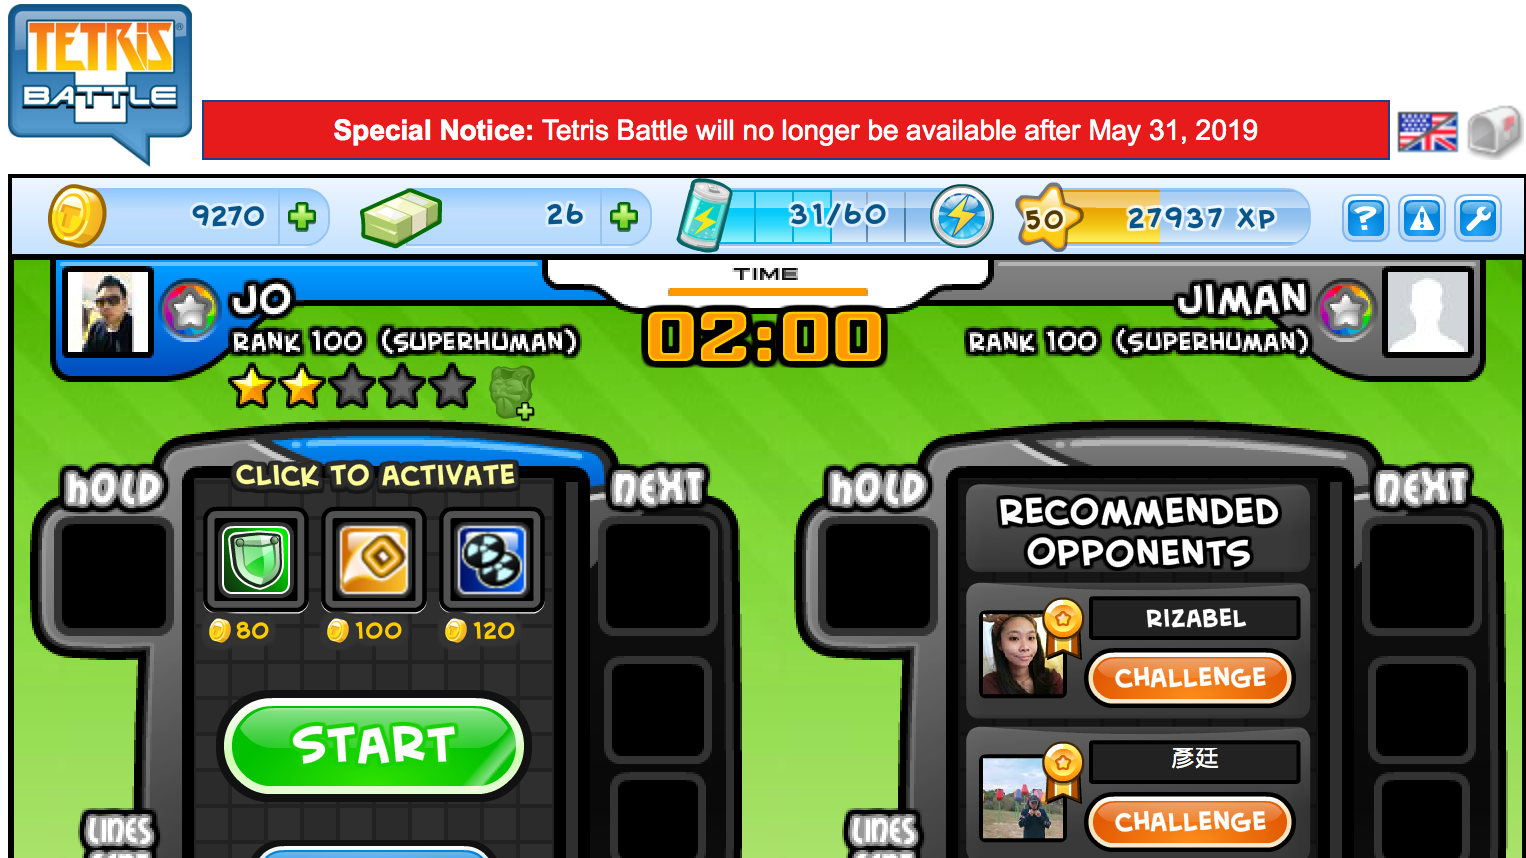 TETRIS®
BATTLE
Special Notice: Tetris Battle will no longer be available after May 31, 2019
9270
26
31/60
50
27937 XP
?
TIME
02:00
JO
RANK 100 (SUPERHUMAN)
JIMAN
RANK 100 (SUPERHUMAN)
HOLD
CLICK TO ACTIVATE
NEXT
80
100
120
START
LINES
HOLD
RECOMMENDED
OPPONENTS
NEXT
RIZABEL
CHALLENGE
彥廷
CHALLENGE
LINES